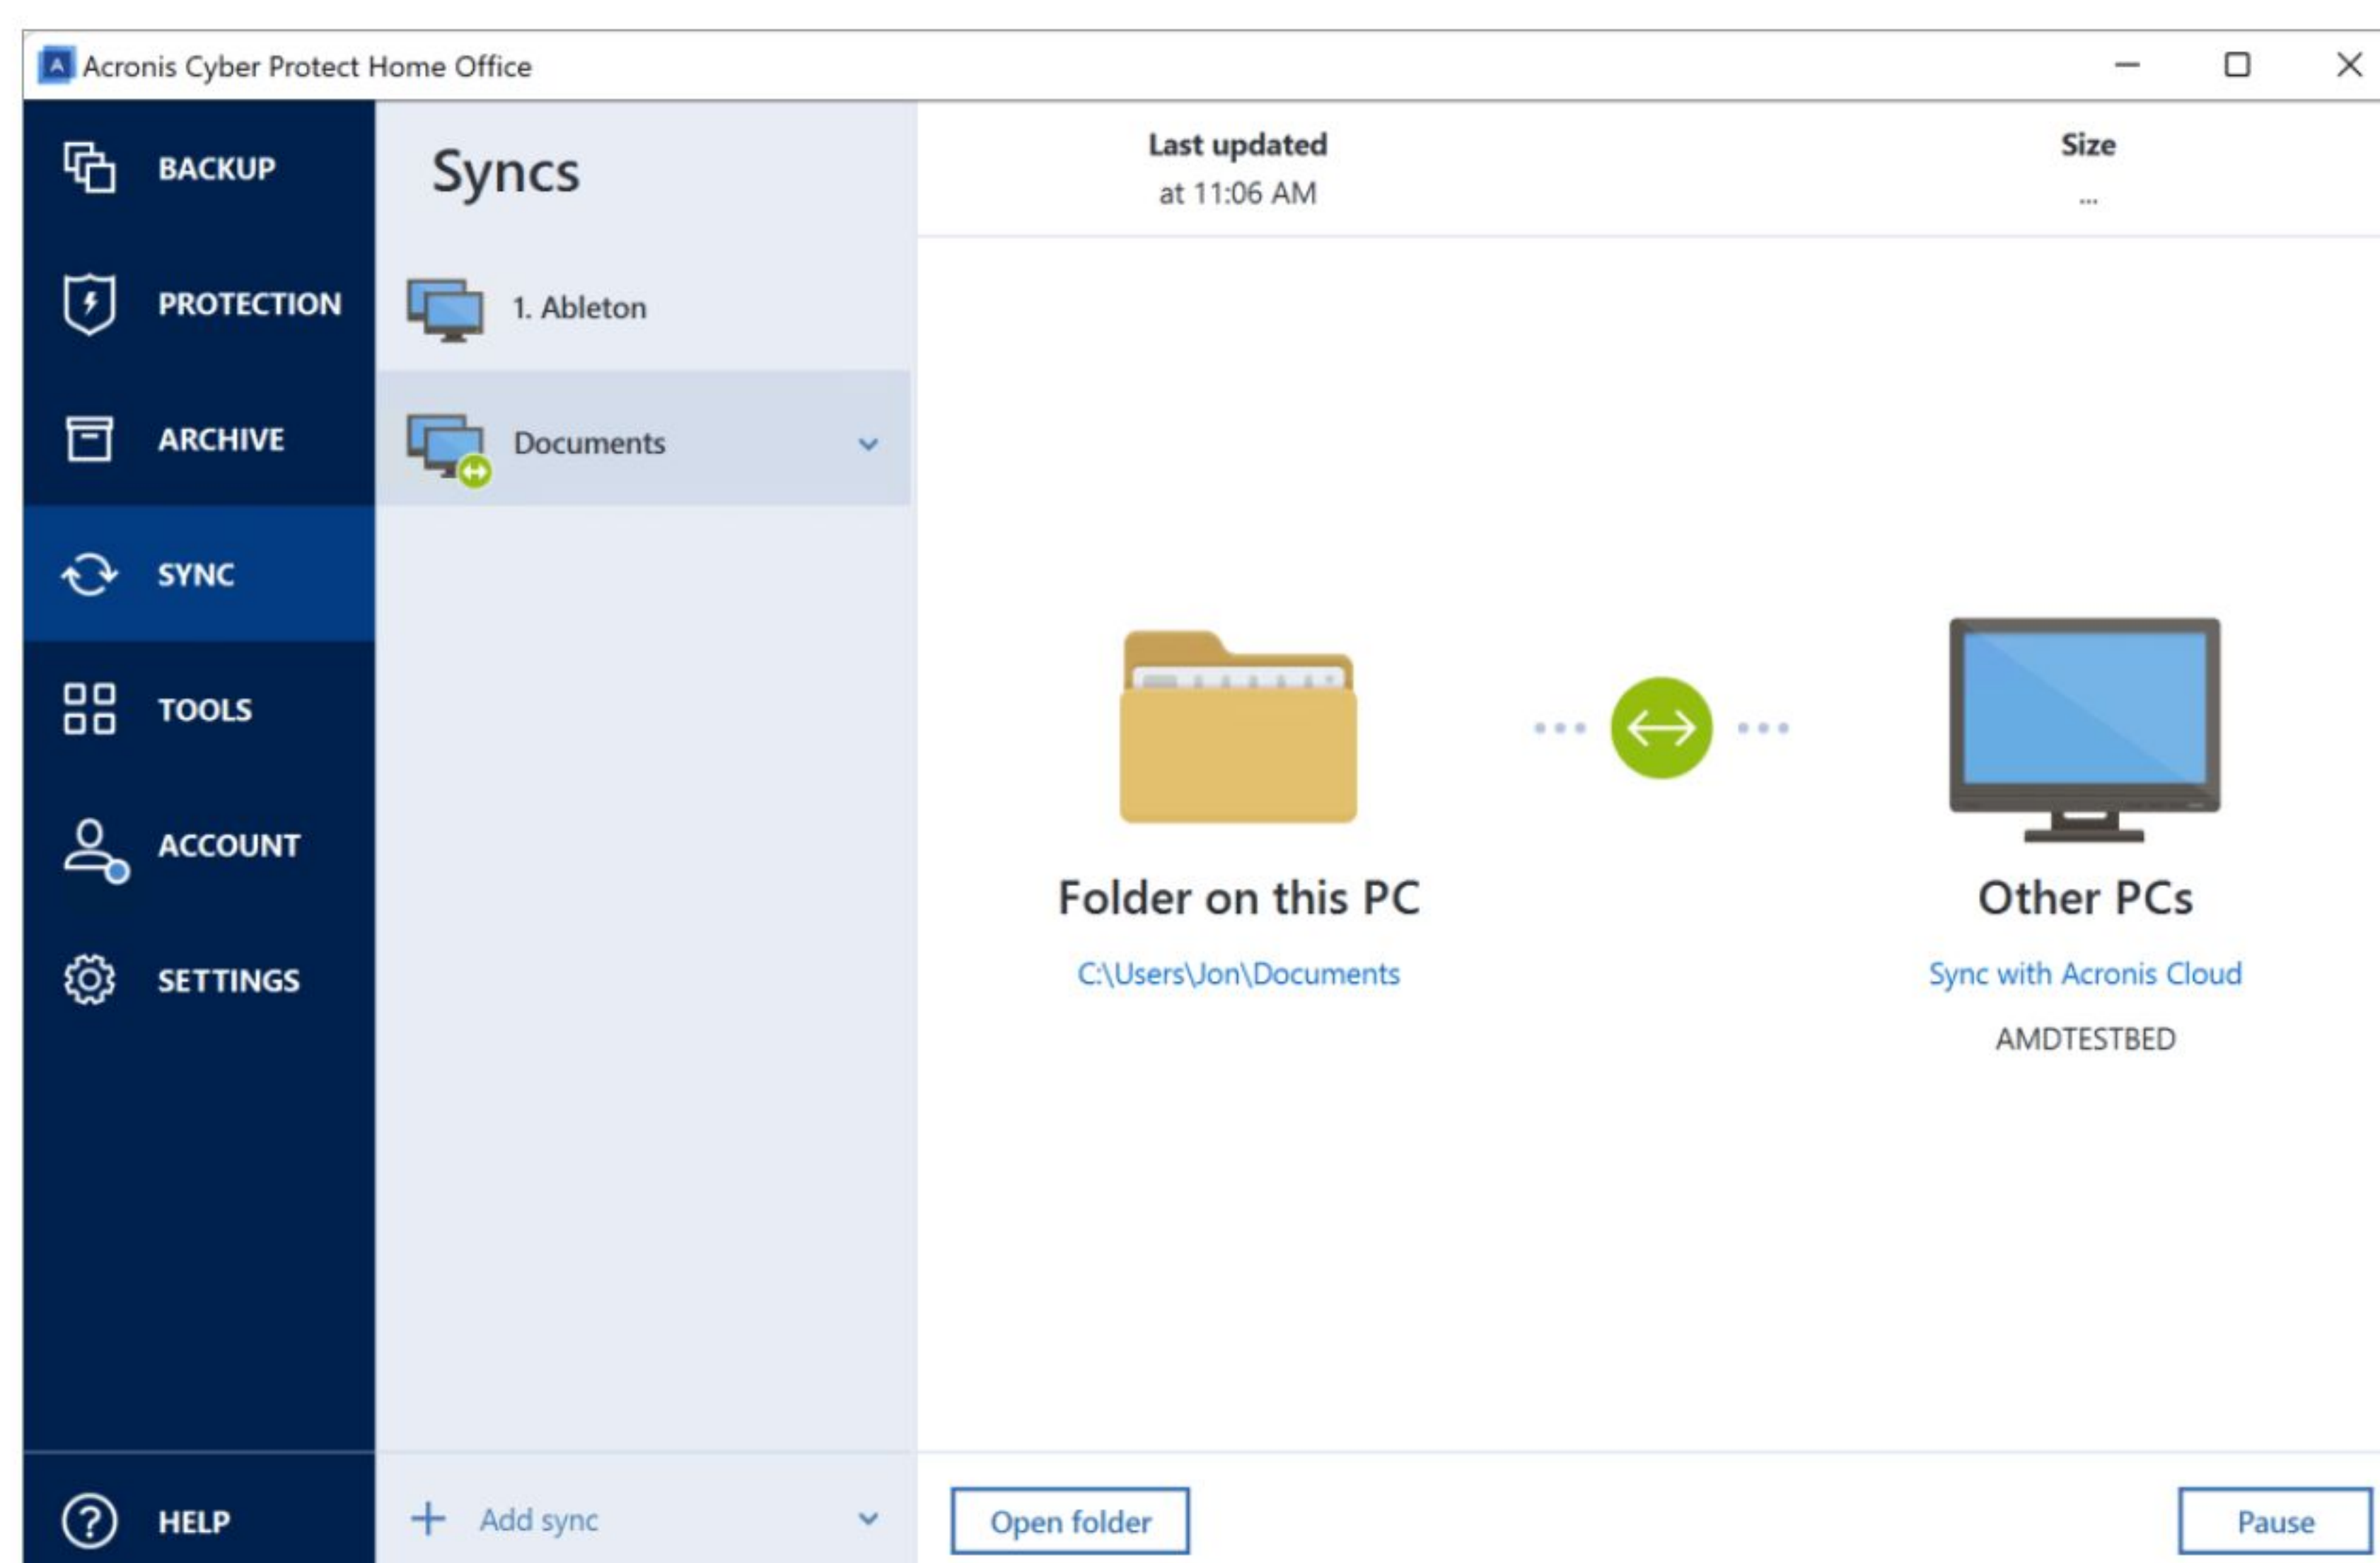 Acronis Cyber Protect Home Office
BACKUP
PROTECTION
ARCHIVE
SYNC
TOOLS
ACCOUNT
SETTINGS
HELP
Syncs
1. Ableton
Documents
Add sync
Last updated
at 11:06 AM
Size
...
Folder on this PC
C:\Users\Jon\Documents
Other PCs
Sync with Acronis Cloud
AMDTESTBED
Open folder
Pause